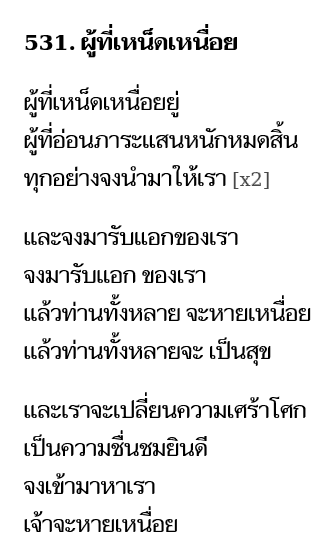 531. ผู้ที่เหน็ดเหนื่อย
ผู้ที่เหน็ดเหนื่อยยู่
ผู้ที่อ่อนภาระแสนหนักหมดสิ้น
ทุกอย่างจงนำมาให้เรา [x2]
และจงมารับแอกของเรา
จงมารับแอก ของเรา
แล้วท่านทั้งหลาย จะหายเหนื่อย
แล้วท่านทั้งหลายจะ เป็นสุข
และเราจะเปลี่ยนความเศร้าโศก
เป็นความชื่นชมยินดี
จงเข้ามาหาเรา
เจ้าจะหายเหนื่อย